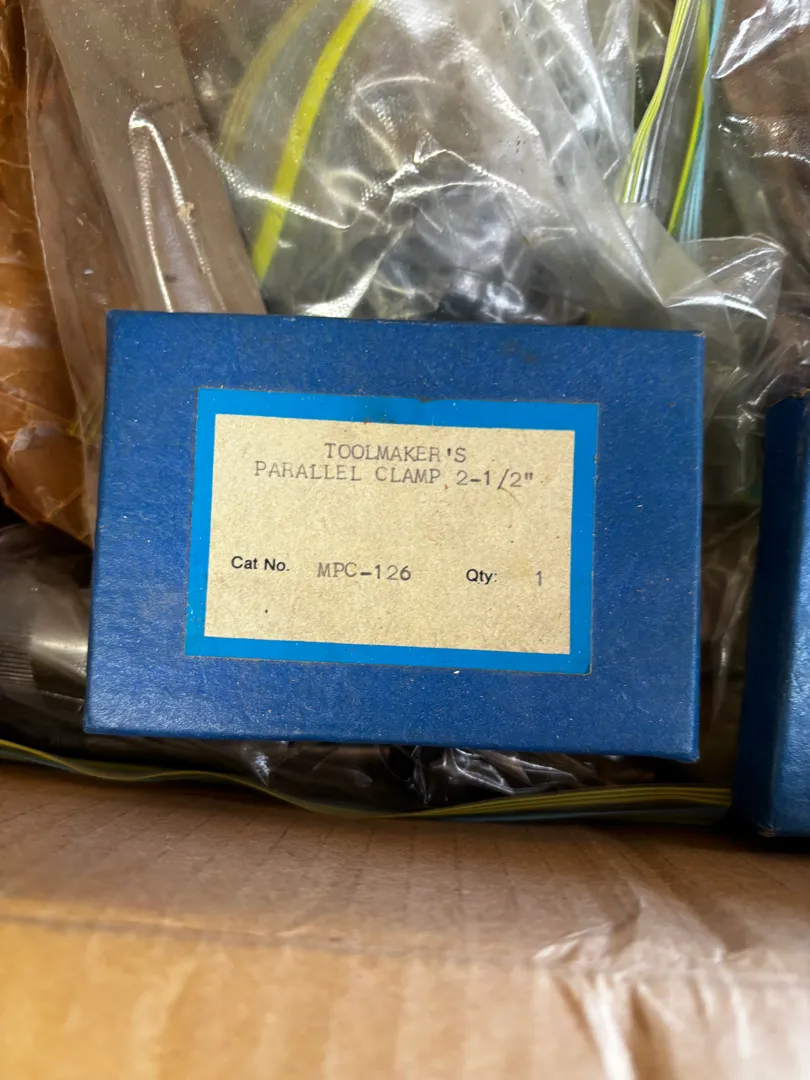 TOOLMAKER'S
PARALLEL CLAMP 2-1/2"
Cat No. MPC-126 Qty: 1